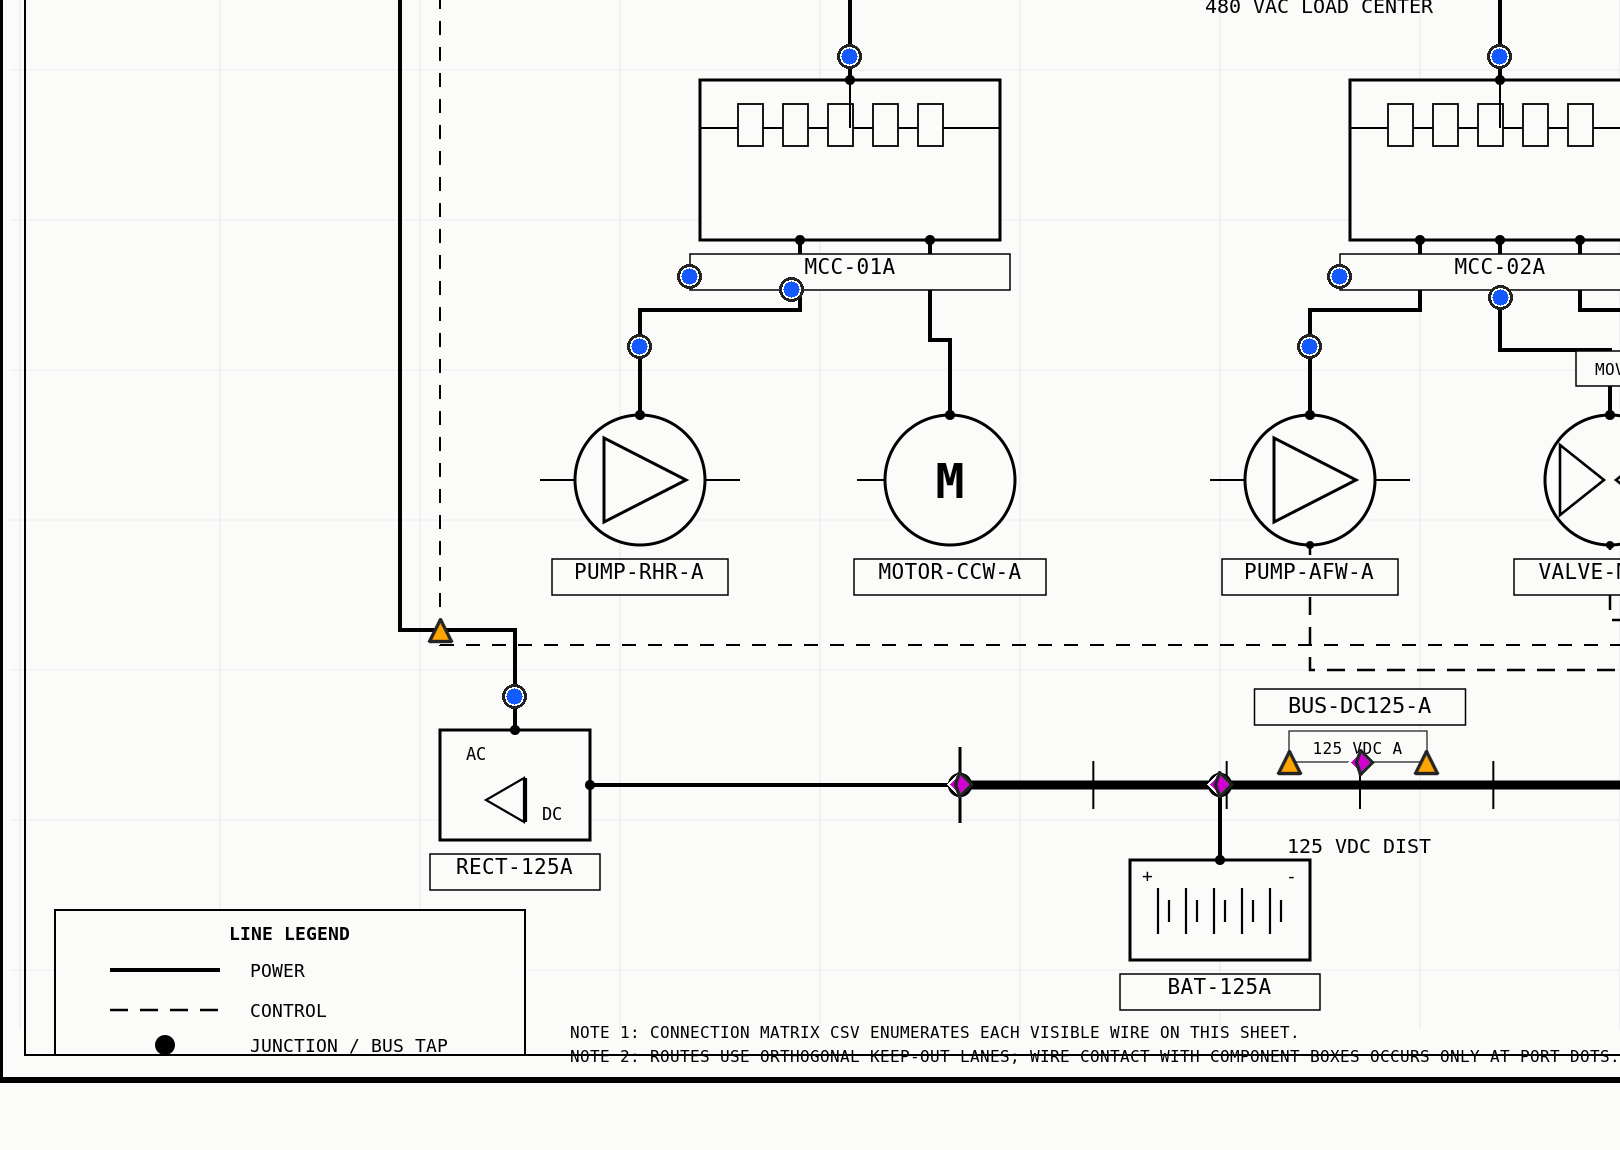 480 VAC LOAD CENTER
MCC-01A
MCC-02A
M
PUMP-RHR-A
MOTOR-CCW-A
PUMP-AFW-A
BUS-DC125-A
125 VDC A
AC
DC
RECT-125A
125 VDC DIST
+ -
BAT-125A
LINE LEGEND
POWER
CONTROL
JUNCTION / BUS TAP
NOTE 1: CONNECTION MATRIX CSV ENUMERATES EACH VISIBLE WIRE ON THIS SHEET.
NOTE 2: ROUTES USE ORTHOGONAL KEEP-OUT LANES; WIRE CONTACT WITH COMPONENT BOXES OCCURS ONLY AT PORT DOTS.